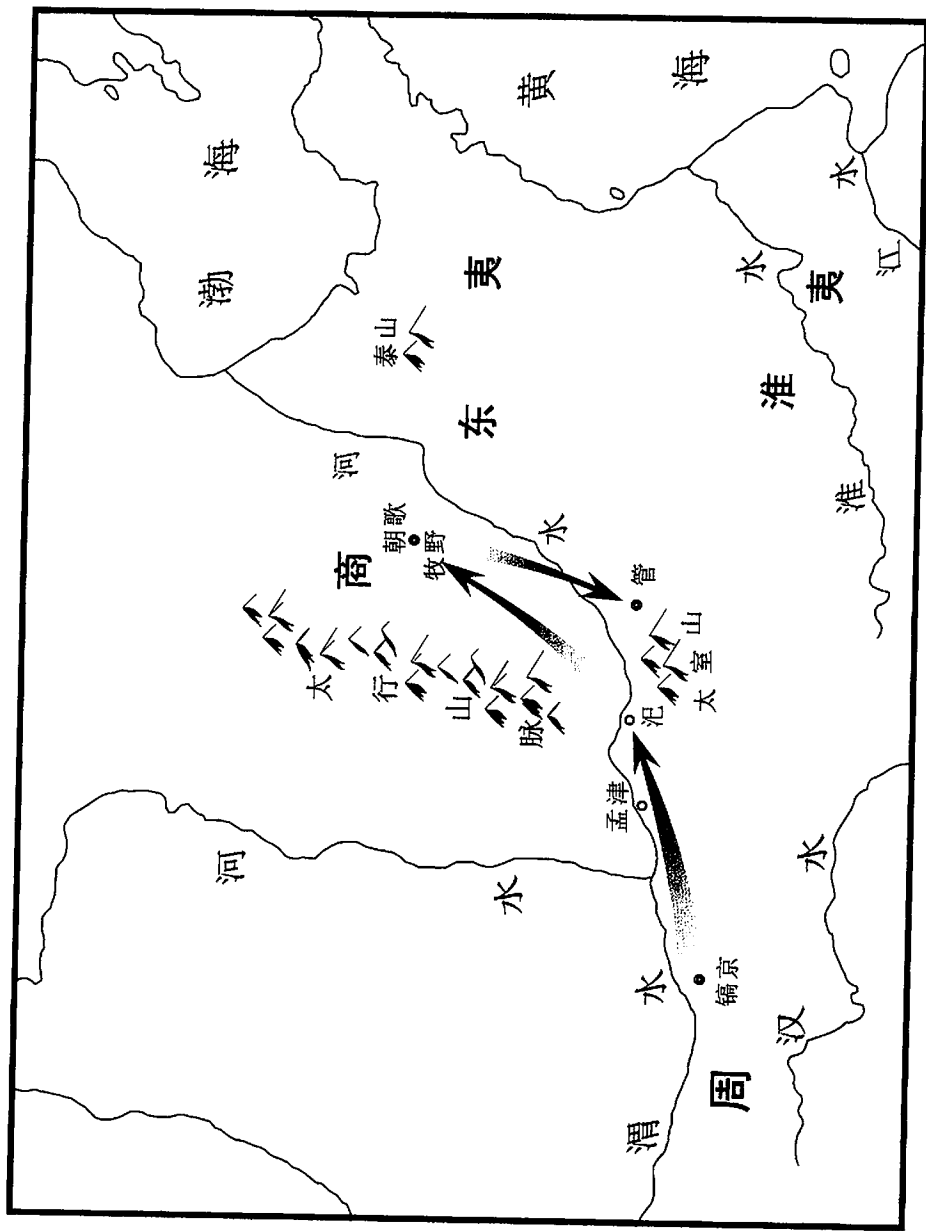 渤海
黄海
泰山
东夷
河水
商
朝歌
牧野
太行山脉
管
太室山
汜
孟津
河水
渭水
镐京
周
汉水
淮夷
淮水
江水